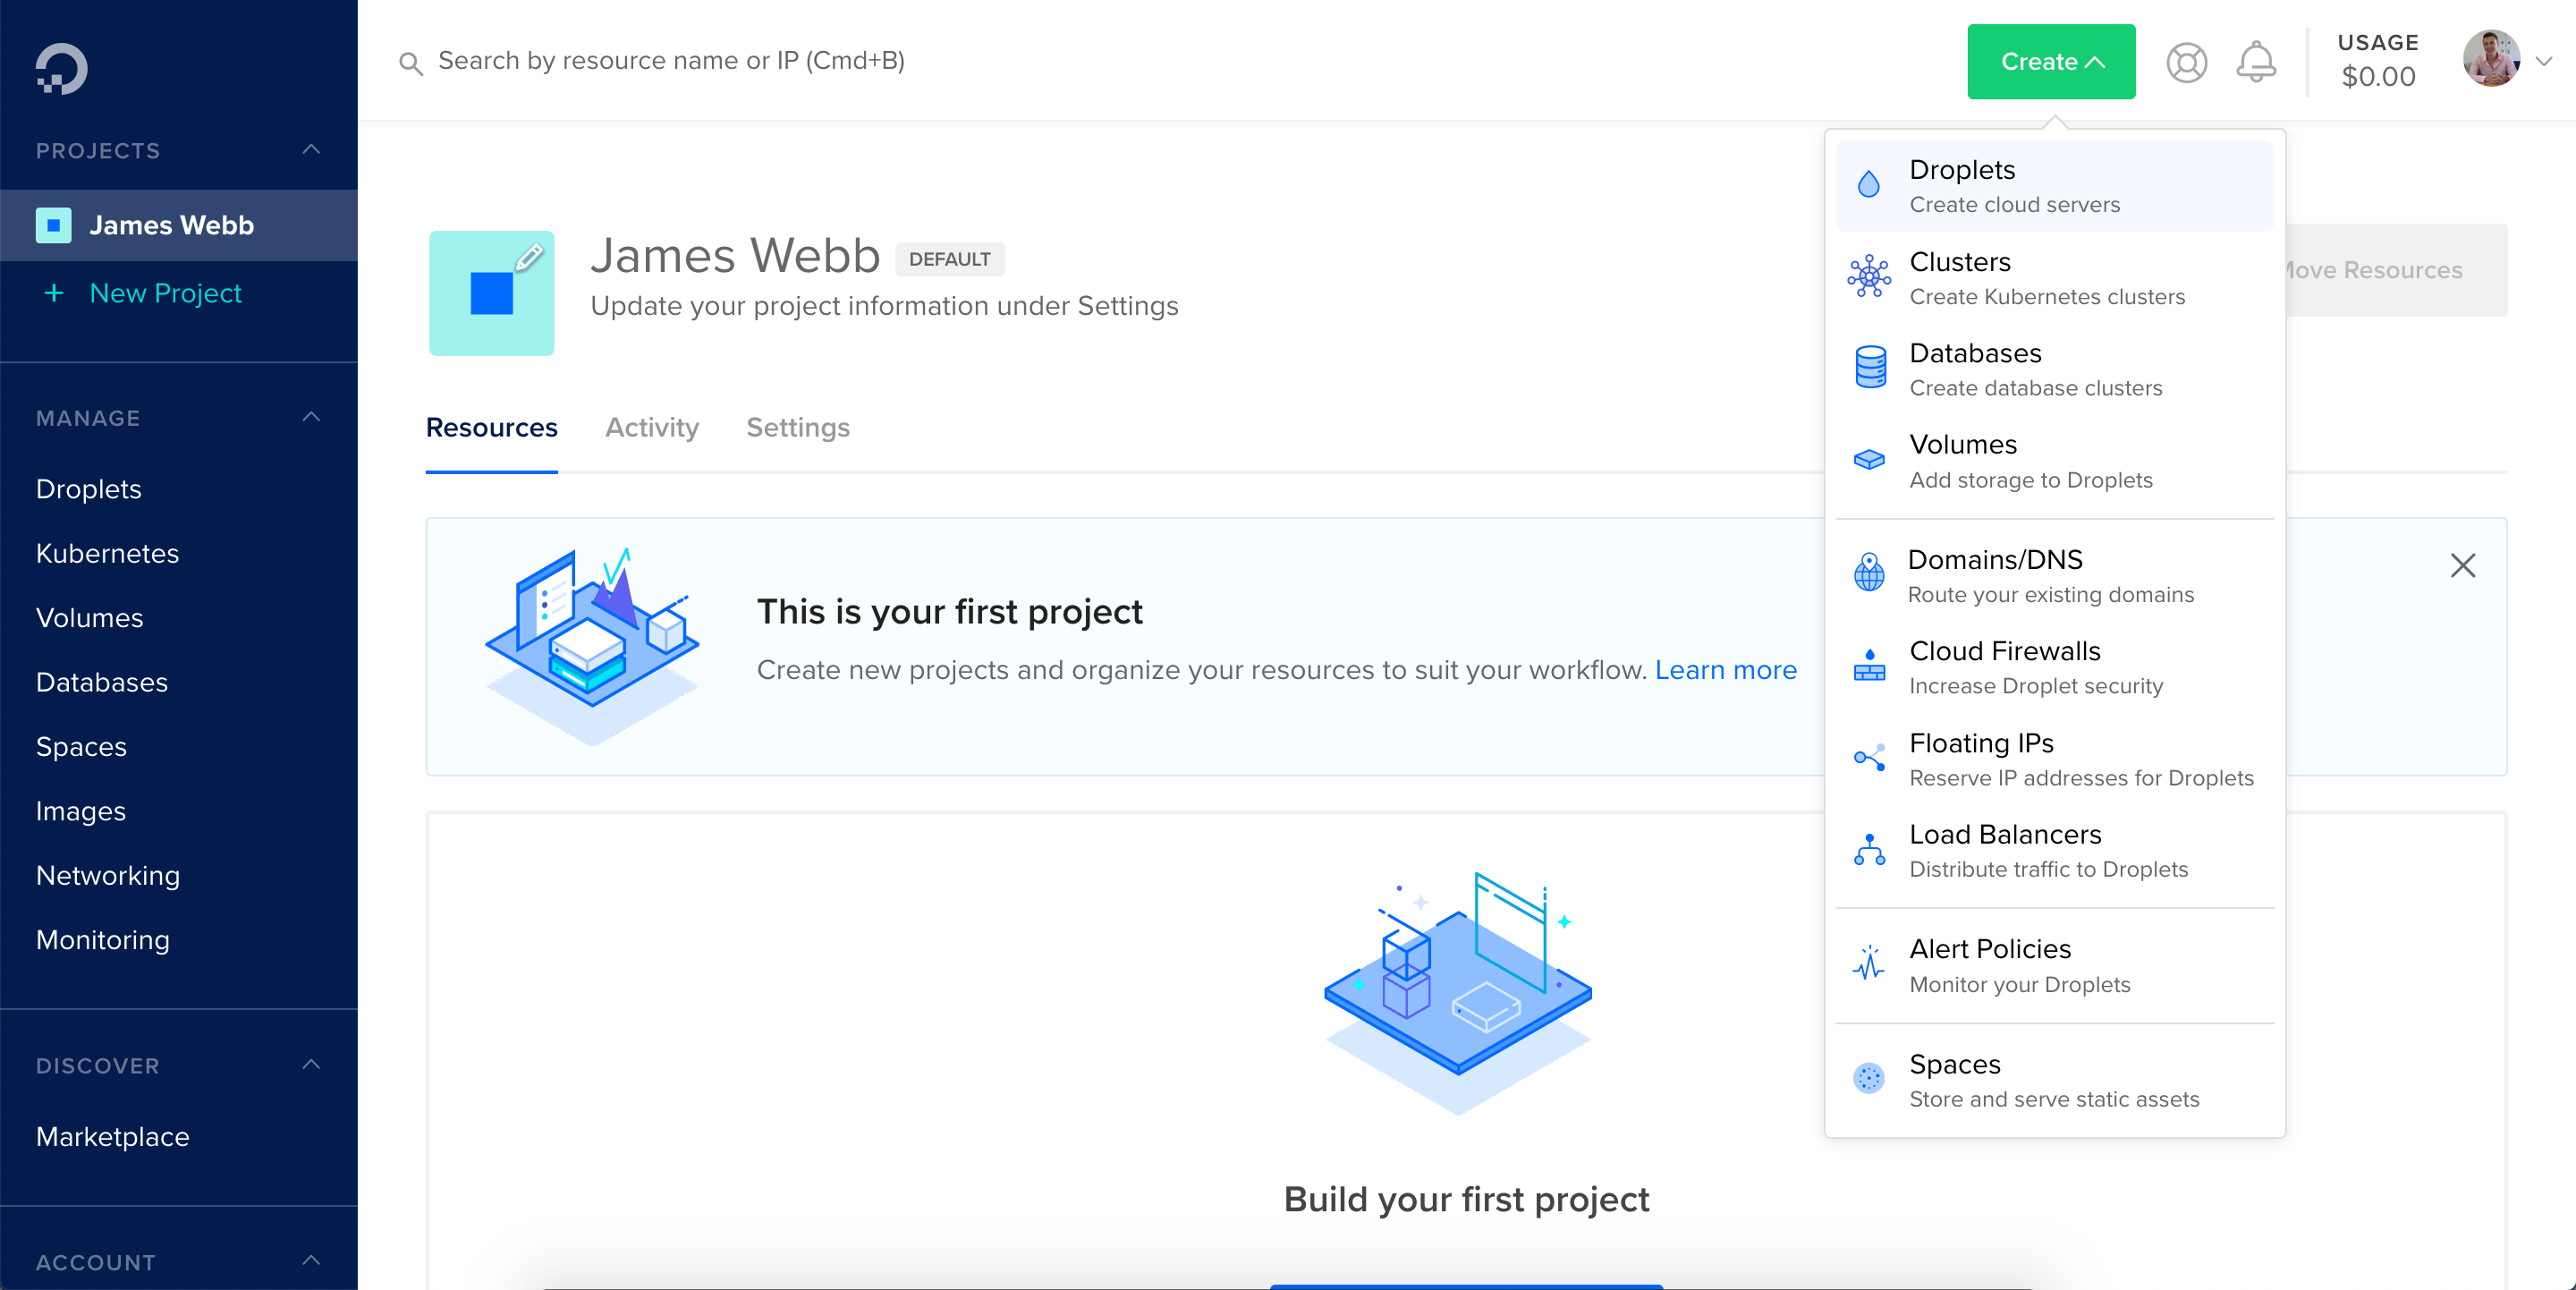 Search by resource name or IP (Cmd+B)
Create
USAGE
$0.00
PROJECTS
James Webb
New Project
MANAGE
Droplets
Kubernetes
Volumes
Databases
Spaces
Images
Networking
Monitoring
DISCOVER
Marketplace
ACCOUNT
James Webb
DEFAULT
Update your project information under Settings
Move Resources
Resources
Activity
Settings
This is your first project
Create new projects and organize your resources to suit your workflow. Learn more
Build your first project
Droplets
Create cloud servers
Clusters
Create Kubernetes clusters
Databases
Create database clusters
Volumes
Add storage to Droplets
Domains/DNS
Route your existing domains
Cloud Firewalls
Increase Droplet security
Floating IPs
Reserve IP addresses for Droplets
Load Balancers
Distribute traffic to Droplets
Alert Policies
Monitor your Droplets
Spaces
Store and serve static assets